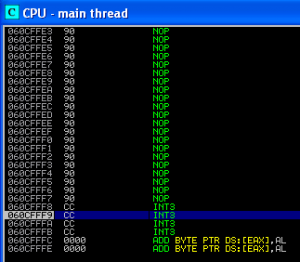 C CPU - main thread
060CFFE3 90 NOP
060CFFE4 90 NOP
060CFFE5 90 NOP
060CFFE6 90 NOP
060CFFE7 90 NOP
060CFFE8 90 NOP
060CFFE9 90 NOP
060CFFEA 90 NOP
060CFFEB 90 NOP
060CFFEC 90 NOP
060CFFED 90 NOP
060CFFEE 90 NOP
060CFFEF 90 NOP
060CFFF0 90 NOP
060CFFF1 90 NOP
060CFFF2 90 NOP
060CFFF3 90 NOP
060CFFF4 90 NOP
060CFFF5 90 NOP
060CFFF6 90 NOP
060CFFF7 90 NOP
060CFFF8 CC INT3
060CFFF9 CC INT3
060CFFFA CC INT3
060CFFFB CC INT3
060CFFFC 0000 ADD BYTE PTR DS:[EAX],AL
060CFFFE 0000 ADD BYTE PTR DS:[EAX],AL